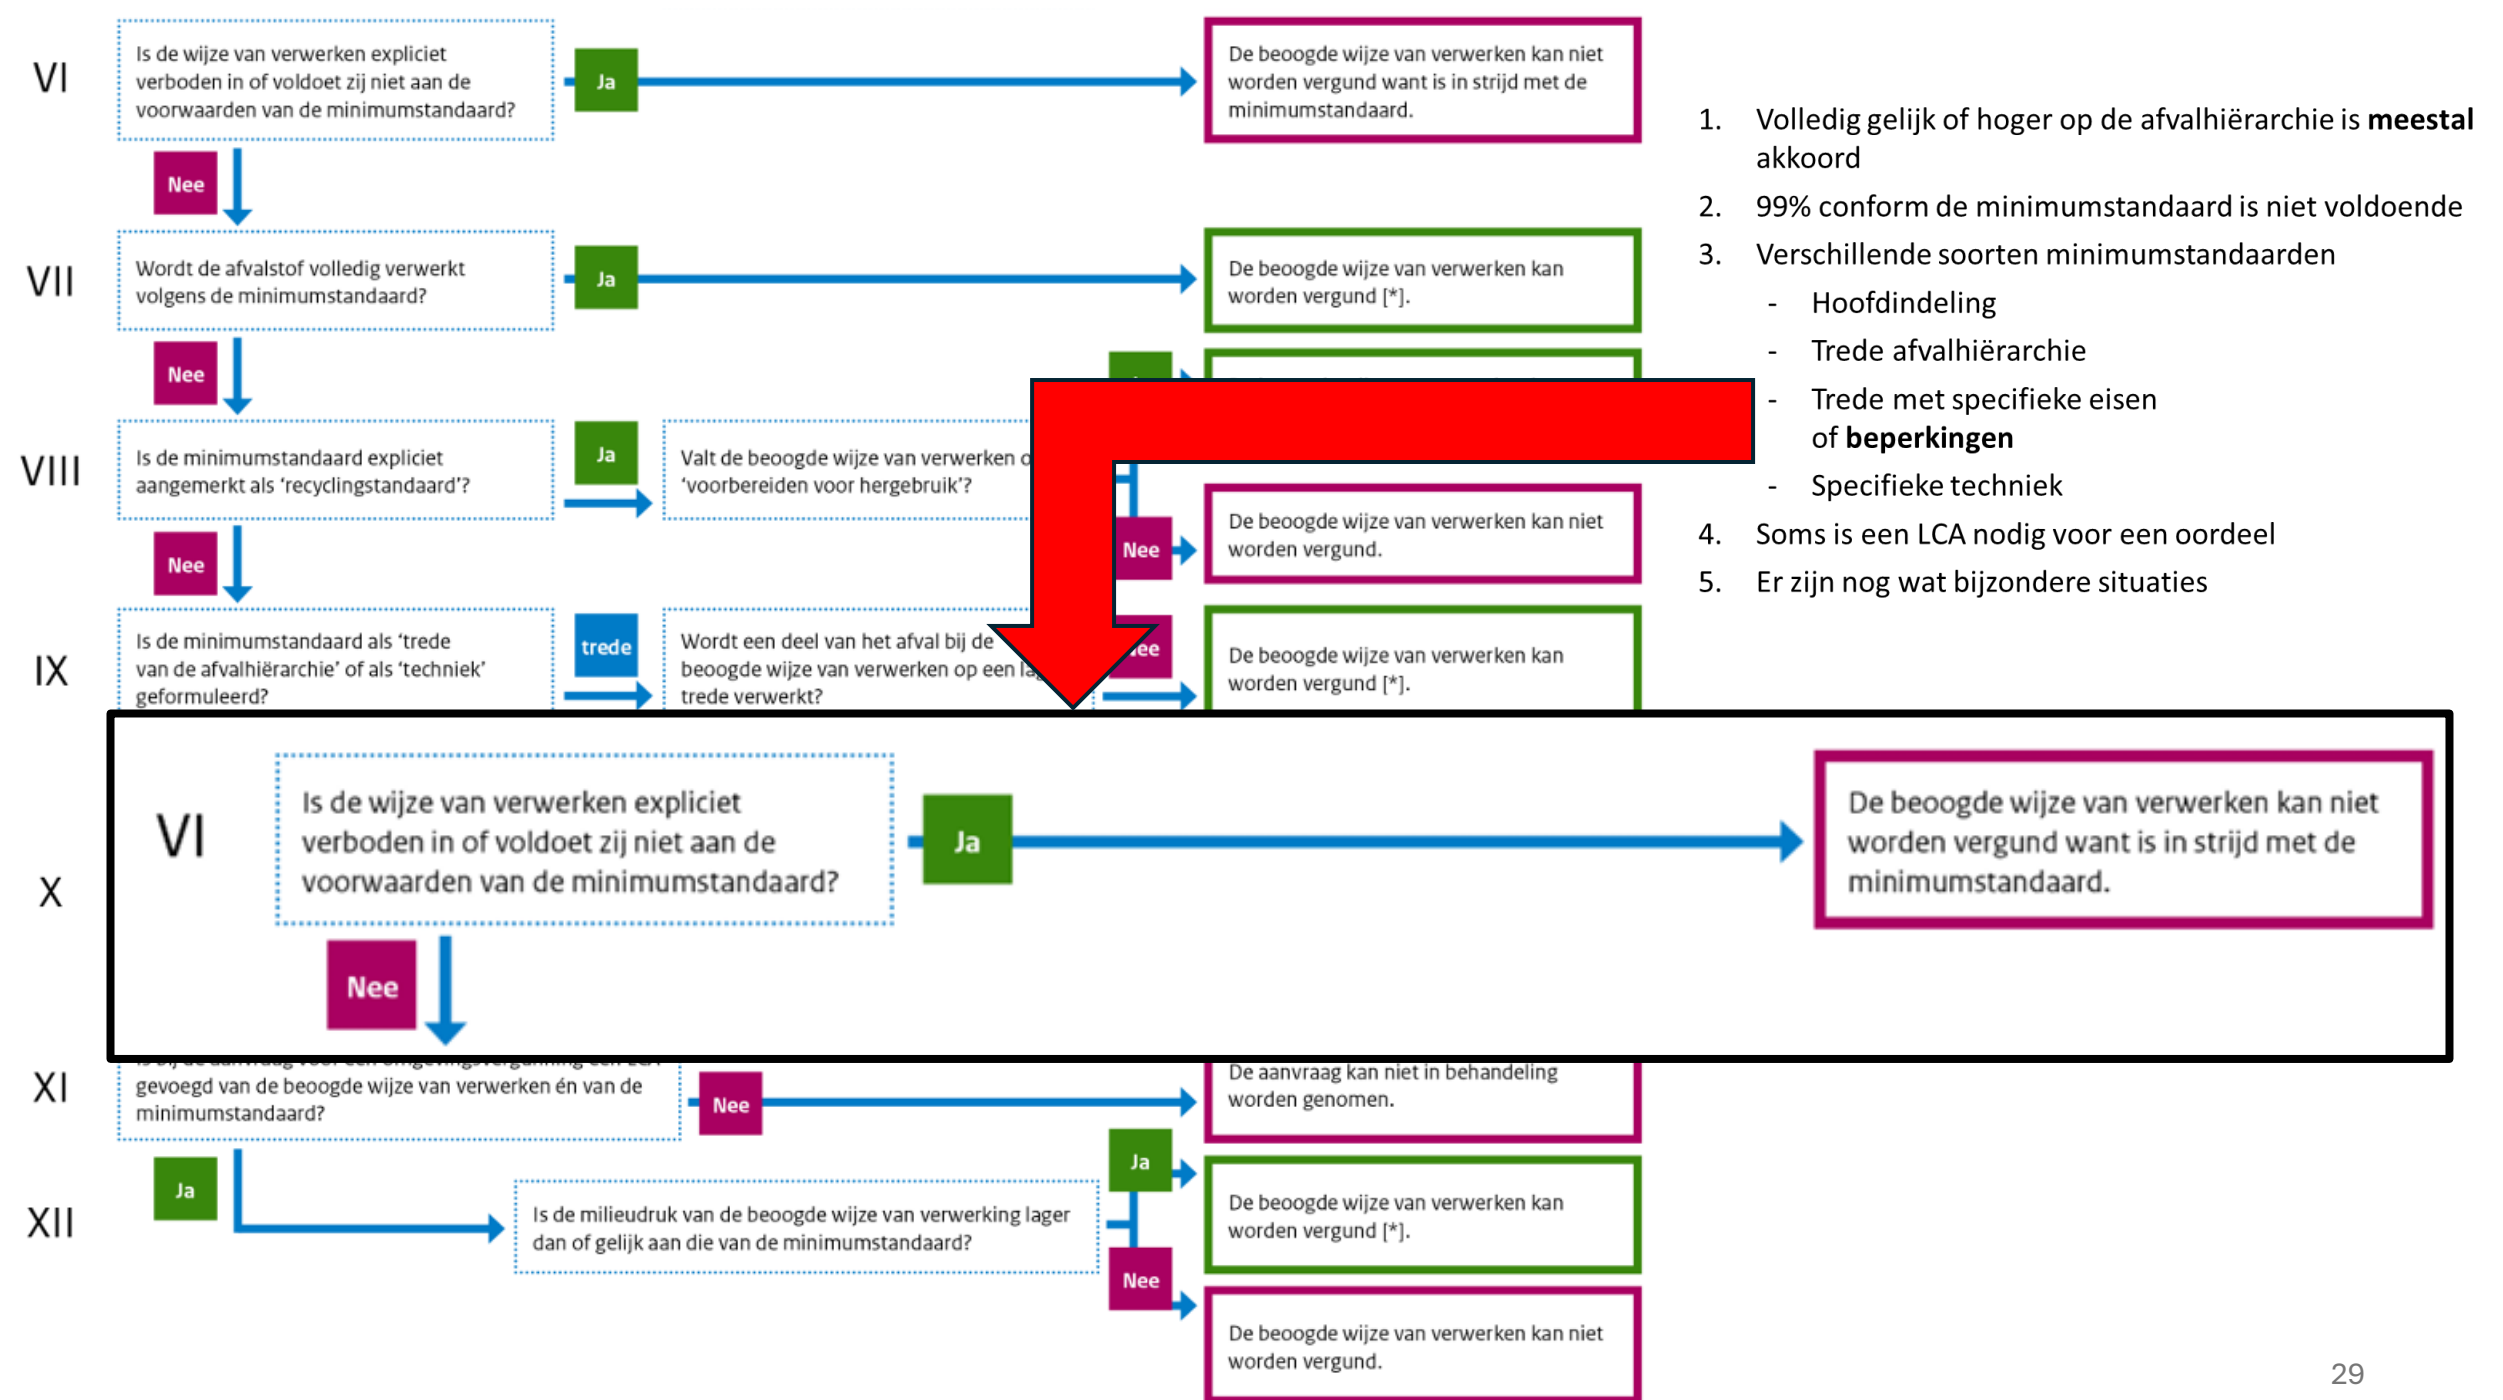 VI
Is de wijze van verwerken expliciet
verboden in of voldoet zij niet aan de
voorwaarden van de minimumstandaard?
Ja
De beoogde wijze van verwerken kan niet
worden vergund want is in strijd met de
minimumstandaard.
Nee
VII
Wordt de afvalstof volledig verwerkt
volgens de minimumstandaard?
Ja
De beoogde wijze van verwerken kan
worden vergund [*].
Nee
VIII
Is de minimumstandaard expliciet
aangemerkt als ‘recyclingstandaard’?
Ja
Valt de beoogde wijze van verwerken
‘voorbereiden voor hergebruik’?
Nee
De beoogde wijze van verwerken kan niet
worden vergund.
Nee
IX
Is de minimumstandaard als ‘trede
van de afvalhiërarchie’ of als ‘techniek’
geformuleerd?
trede
Wordt een deel van het afval bij de
beoogde wijze van verwerken op een
trede verwerkt?
De beoogde wijze van verwerken kan
worden vergund [*].
1. Volledig gelijk of hoger op de afvalhiërarchie is meestal
akkoord
2. 99% conform de minimumstandaard is niet voldoende
3. Verschillende soorten minimumstandaarden
- Hoofdindeling
- Trede afvalhiërarchie
- Trede met specifieke eisen
of beperkingen
- Specifieke techniek
4. Soms is een LCA nodig voor een oordeel
5. Er zijn nog wat bijzondere situaties
X
VI
Is de wijze van verwerken expliciet
verboden in of voldoet zij niet aan de
voorwaarden van de minimumstandaard?
Ja
De beoogde wijze van verwerken kan niet
worden vergund want is in strijd met de
minimumstandaard.
Nee
XI
gevoegd van de beoogde wijze van verwerken én van de
minimumstandaard?
Nee
De aanvraag kan niet in behandeling
worden genomen.
Ja
XII
Is de milieudruk van de beoogde wijze van verwerking lager
dan of gelijk aan die van de minimumstandaard?
Ja
De beoogde wijze van verwerken kan
worden vergund [*].
Nee
De beoogde wijze van verwerken kan niet
worden vergund.
29